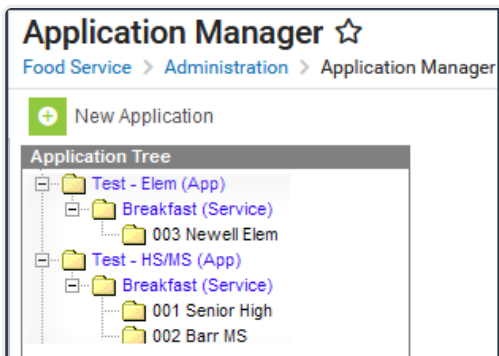 Application Manager
Food Service > Administration > Application Manager
New Application
Application Tree
Test - Elem (App)
Breakfast (Service)
003 Newell Elem
Test - HS/MS (App)
Breakfast (Service)
001 Senior High
002 Barr MS